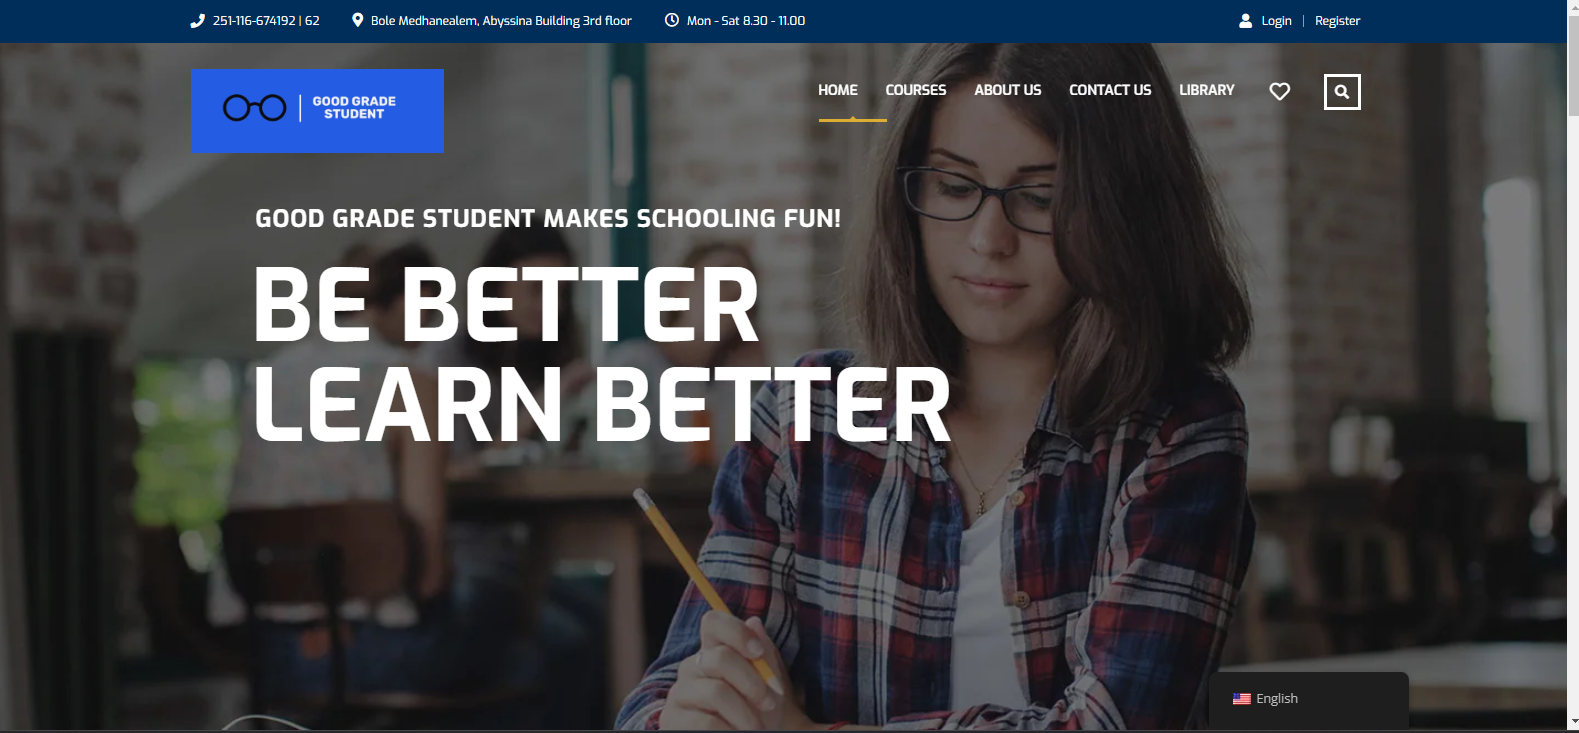 251-116-674192 | 62
Bole Medhanealem, Abyssina Building 3rd floor
Mon - Sat 8.30 - 11.00
Login | Register
GOOD GRADE
STUDENT
HOME
COURSES
ABOUT US
CONTACT US
LIBRARY
GOOD GRADE STUDENT MAKES SCHOOLING FUN!
BE BETTER
LEARN BETTER
English